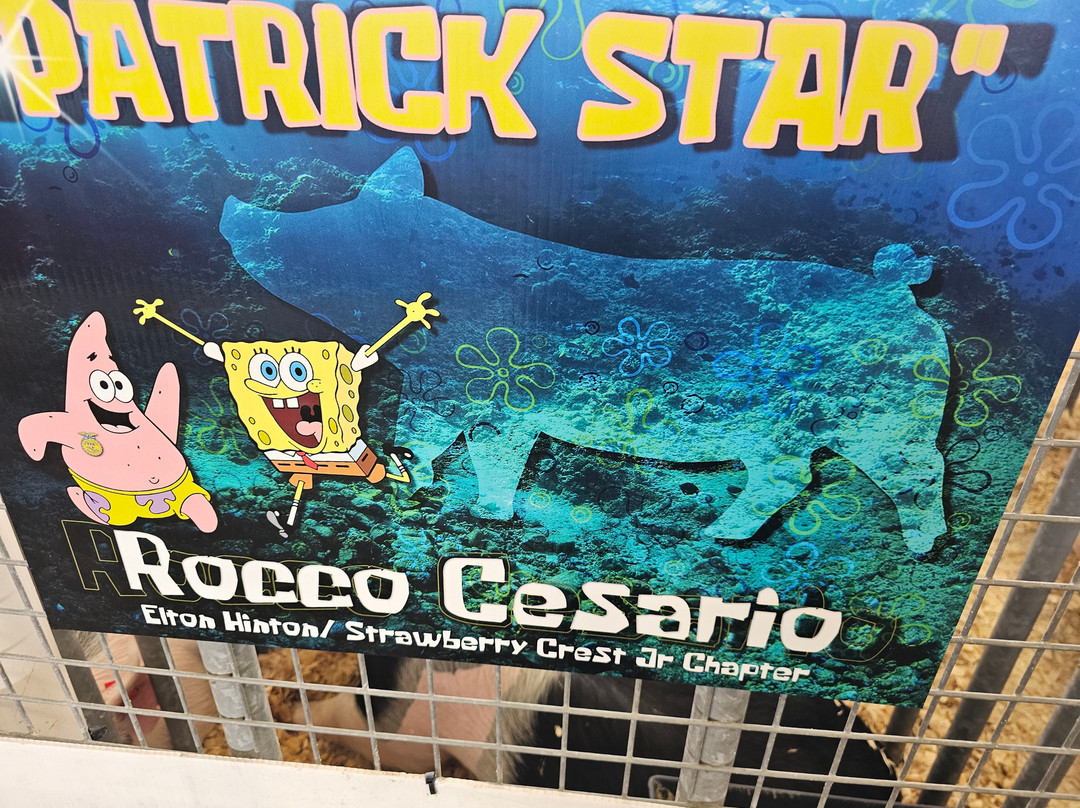 PATRICK STAR"
Rocco Cesario
Elton Hinton/ Strawberry Crest Jr Chapter